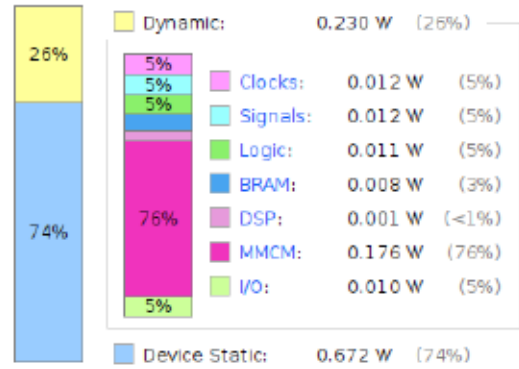 Dynamic: 0.230 W (26%)
26%
5%
5% Clocks: 0.012 W (5%)
5% Signals: 0.012 W (5%)
Logic: 0.011 W (5%)
BRAM: 0.008 W (3%)
74% 76% DSP: 0.001 W (<1%)
MMCM: 0.176 W (76%)
I/O: 0.010 W (5%)
5%
Device Static: 0.672 W (74%)